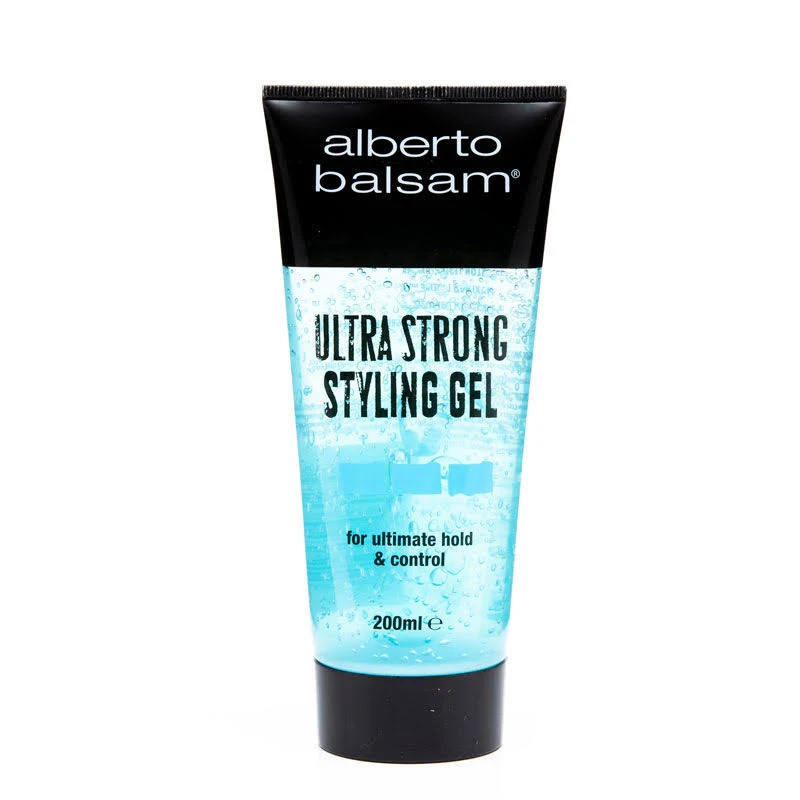 alberto
balsam®
ULTRA STRONG
STYLING GEL
for ultimate hold
& control
200ml ℮